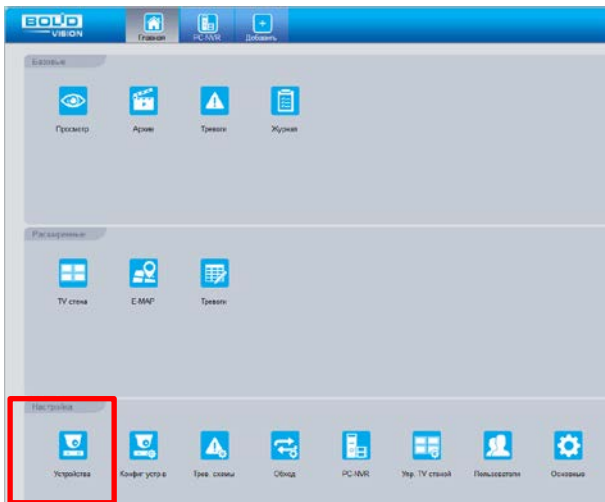 BOLID
VISION
Главная
PC-NVR
Добавить
Базовые
Просмотр
Архив
Тревоги
Журнал
Расширенные
TV стена
E-MAP
Тревоги
Настройка
Устройства
Конфиг устр-в
Трев. схемы
Обход
PC-NVR
Упр. TV стеной
Пользователи
Основные